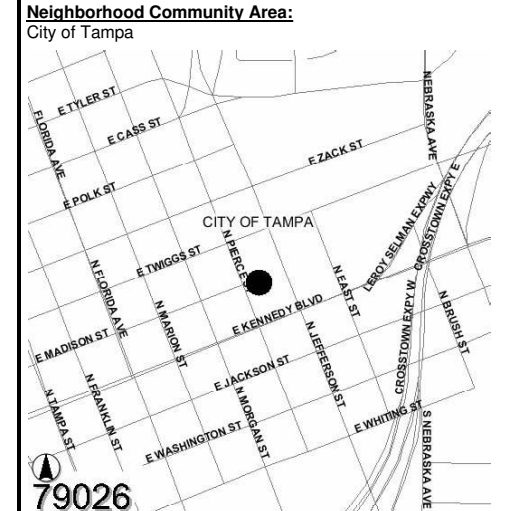 Neighborhood Community Area:
City of Tampa
E TYLER ST
FLORIDA AVE
E CASS ST
NEBRASKA AVE
E ZACK ST
E POLK ST
CITY OF TAMPA
N PIERCE
E TWIGGS ST
LEROY SELMAN EXPWY
CROSSTOWN EXPY E
N FLORIDA AVE
N MARION ST
N EAST ST
E KENNEDY BLVD
CROSSTOWN EXPY W
N BRUSH ST
E MADISON ST
N JEFFERSON ST
E JACKSON ST
N TAMPA ST
N FRANKLIN ST
N MORGAN ST
E WHITING ST
E WASHINGTON ST
S NEBRASKA AVE
79026